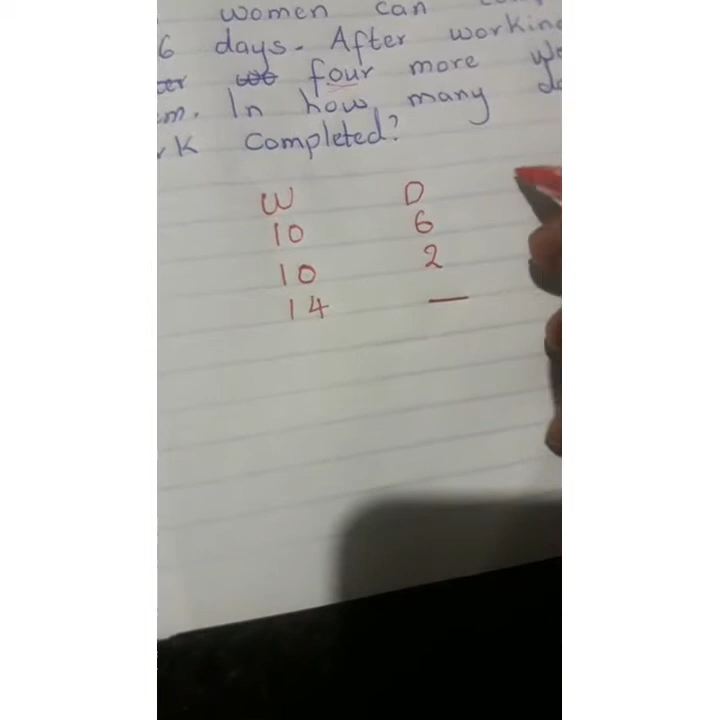 women can
6 days. After working
four more
In how many
K completed?
W D
10 6
10 2
14 —